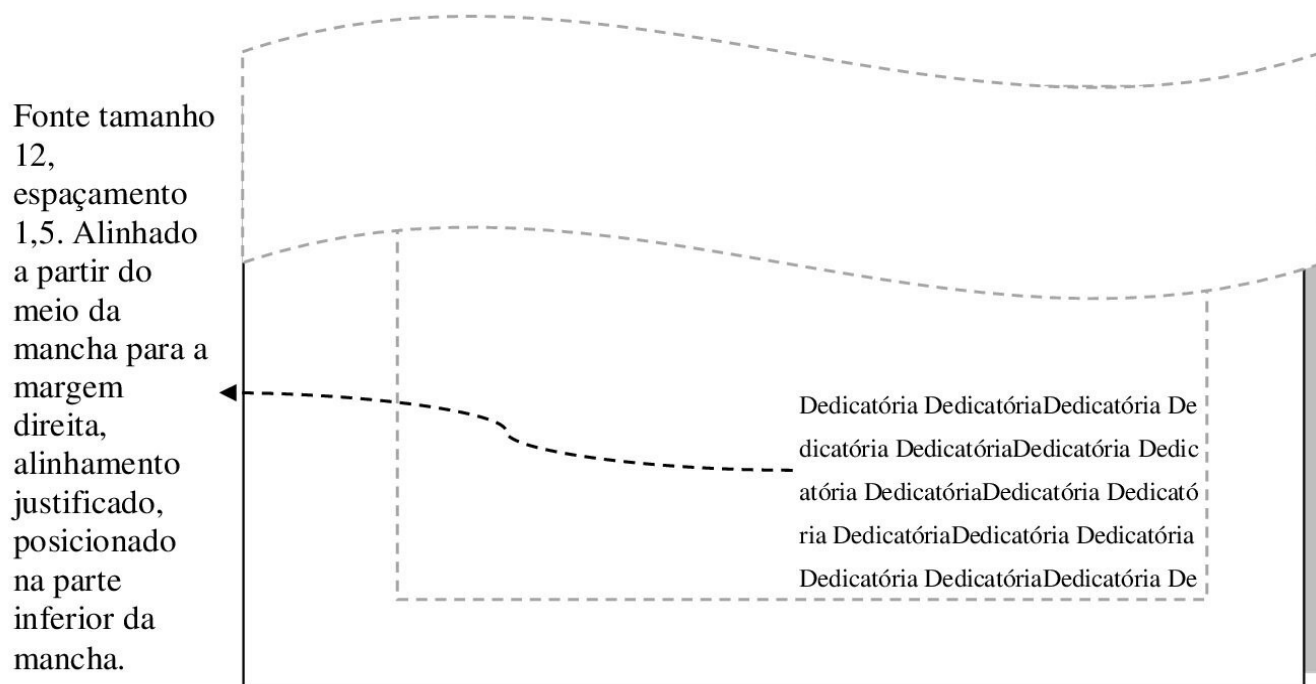 Fonte tamanho
12,
espaçamento
1,5. Alinhado
a partir do
meio da
mancha para a
margem
direita,
alinhamento
justificado,
posicionado
na parte
inferior da
mancha.
Dedicatória DedicatóriaDedicatória De
dicatória DedicatóriaDedicatória Dedic
atória DedicatóriaDedicatória Dedicató
ria DedicatóriaDedicatória Dedicatória
Dedicatória DedicatóriaDedicatória De